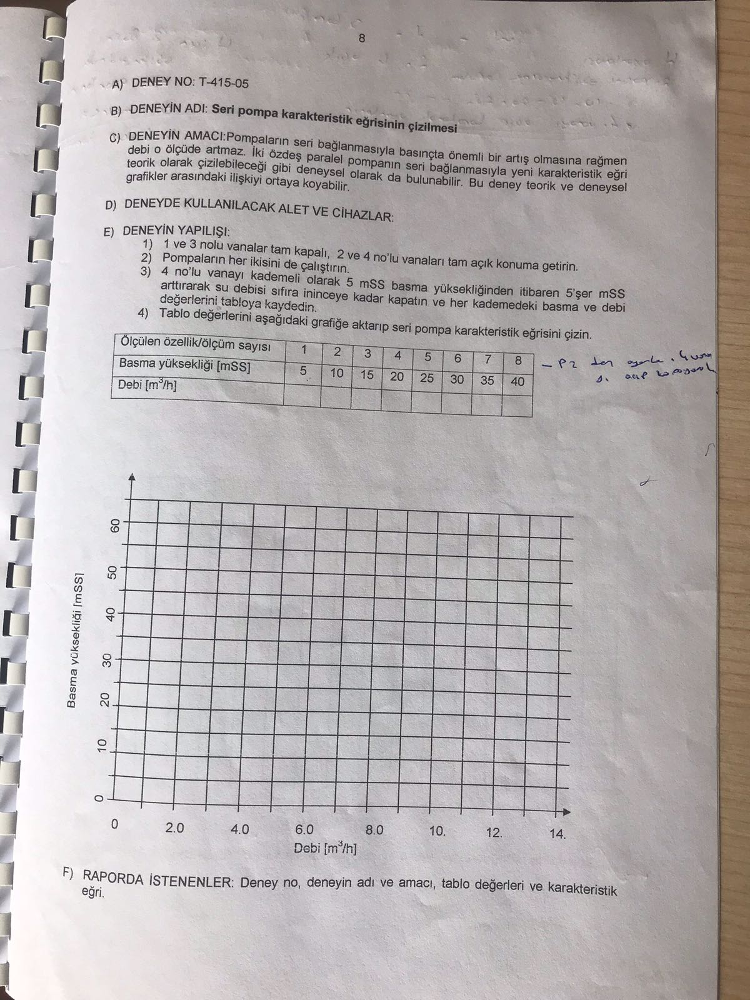 8
A) DENEY NO: T-415-05
B) DENEYİN ADI: Seri pompa karakteristik eğrisinin çizilmesi
C) DENEYİN AMACI:Pompaların seri bağlanmasıyla basınçta önemli bir artış olmasına rağmen
debi o ölçüde artmaz. İki özdeş paralel pompanın seri bağlanmasıyla yeni karakteristik eğri
teorik olarak çizilebileceği gibi deneysel olarak da bulunabilir. Bu deney teorik ve deneysel
grafikler arasındaki ilişkiyi ortaya koyabilir.
D) DENEYDE KULLANILACAK ALET VE CİHAZLAR:
E) DENEYİN YAPILIŞI:
1) 1 ve 3 nolu vanalar tam kapalı, 2 ve 4 no'lu vanaları tam açık konuma getirin.
2) Pompaların her ikisini de çalıştırın.
3) 4 no'lu vanayı kademeli olarak 5 mSS basma yüksekliğinden itibaren 5'şer mSS
arttırarak su debisi sıfıra ininceye kadar kapatın ve her kademedeki basma ve debi
değerlerini tabloya kaydedin.
4) Tablo değerlerini aşağıdaki grafiğe aktarıp seri pompa karakteristik eğrisini çizin.
Ölçülen özellik/ölçüm sayısı 1 2 3 4 5 6 7 8
Basma yüksekliği [mSS] 5 10 15 20 25 30 35 40
Debi [m³/h]
- P2 den
60
50
40
30
20
10
0
Basma yüksekliği [mSS]
0 2.0 4.0 6.0 8.0 10. 12. 14.
Debi [m³/h]
F) RAPORDA İSTENENLER: Deney no, deneyin adı ve amacı, tablo değerleri ve karakteristik
eğri.